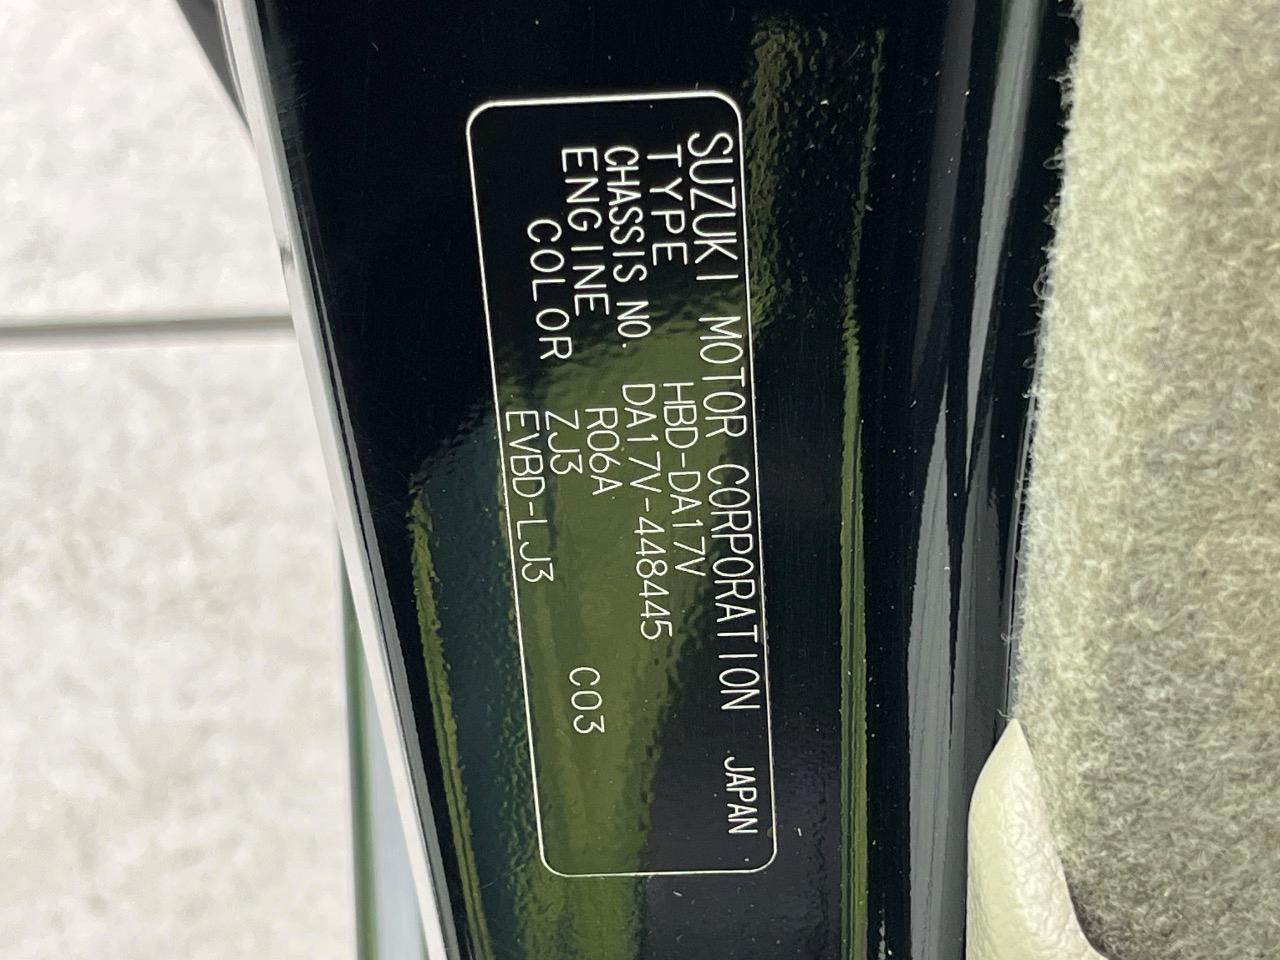 SUZUKI MOTOR CORPORATION JAPAN
TYPE HBD-DA17V
CHASSIS NO. DA17V-448445
ENGINE R06A
COLOR ZJ3 C03
EVBD-LJ3